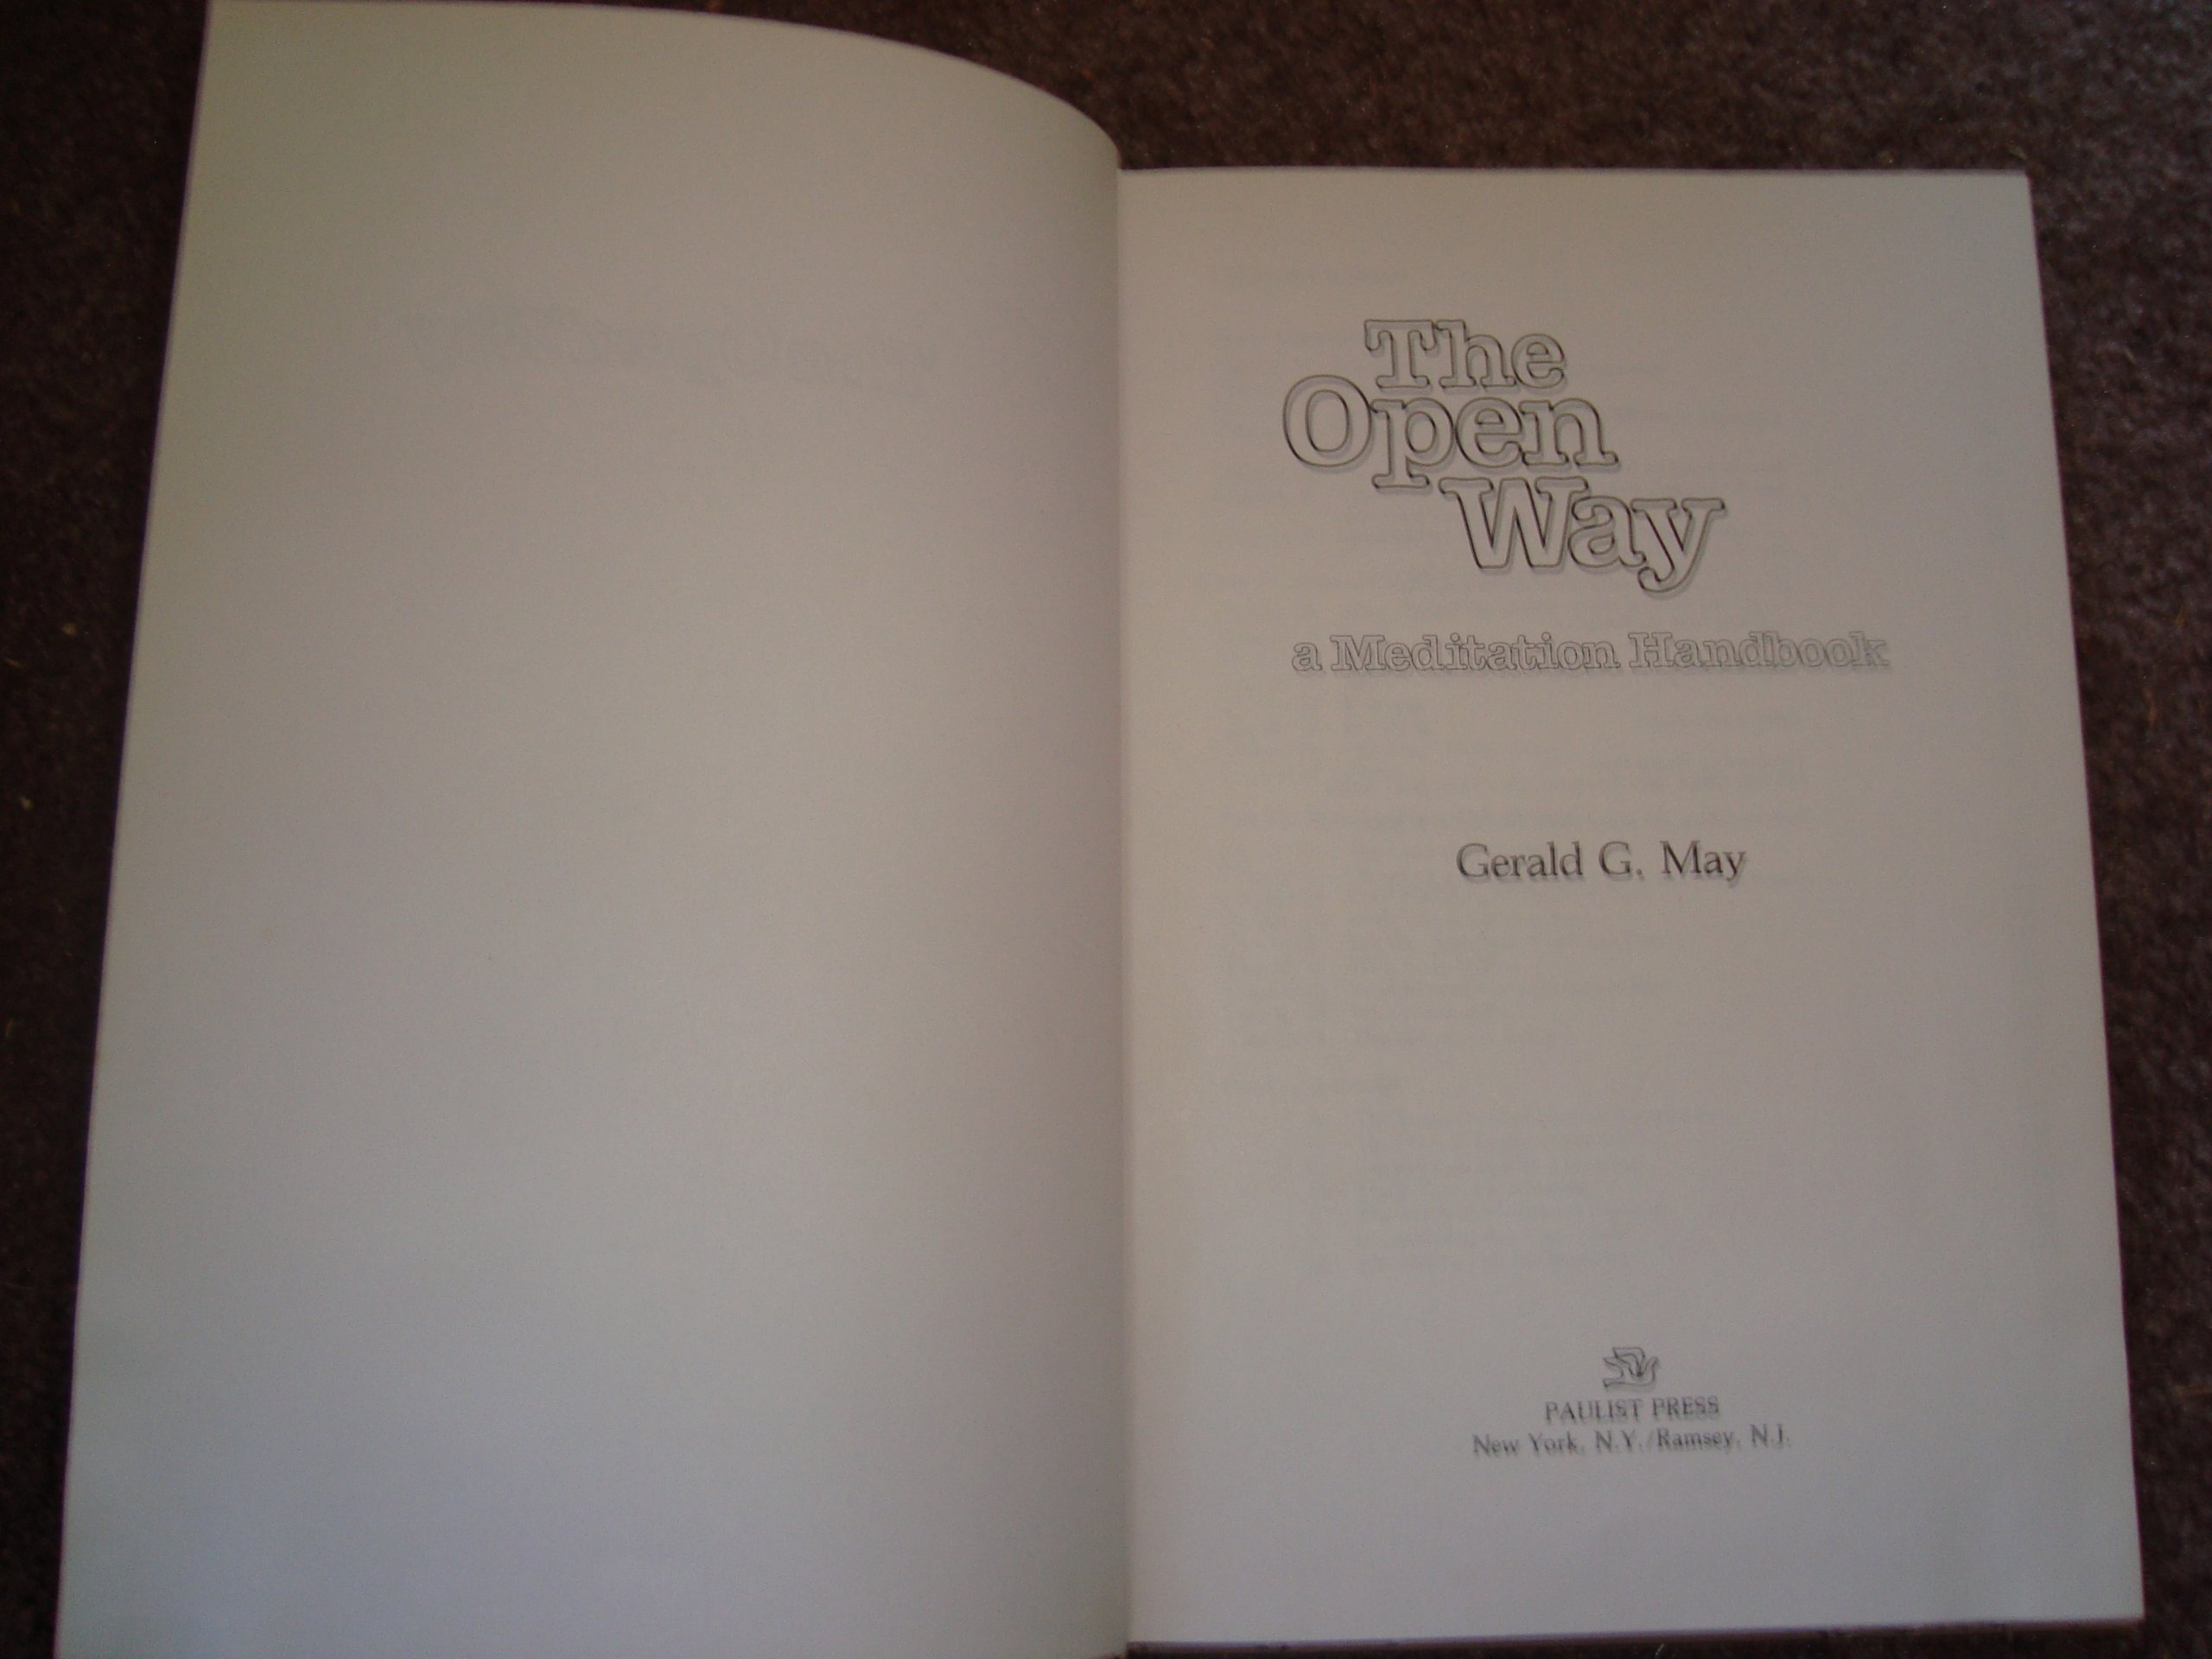 The
Open
Way
a Meditation Handbook
Gerald G. May
PAULIST PRESS
New York, N.Y./Ramsey, N.J.